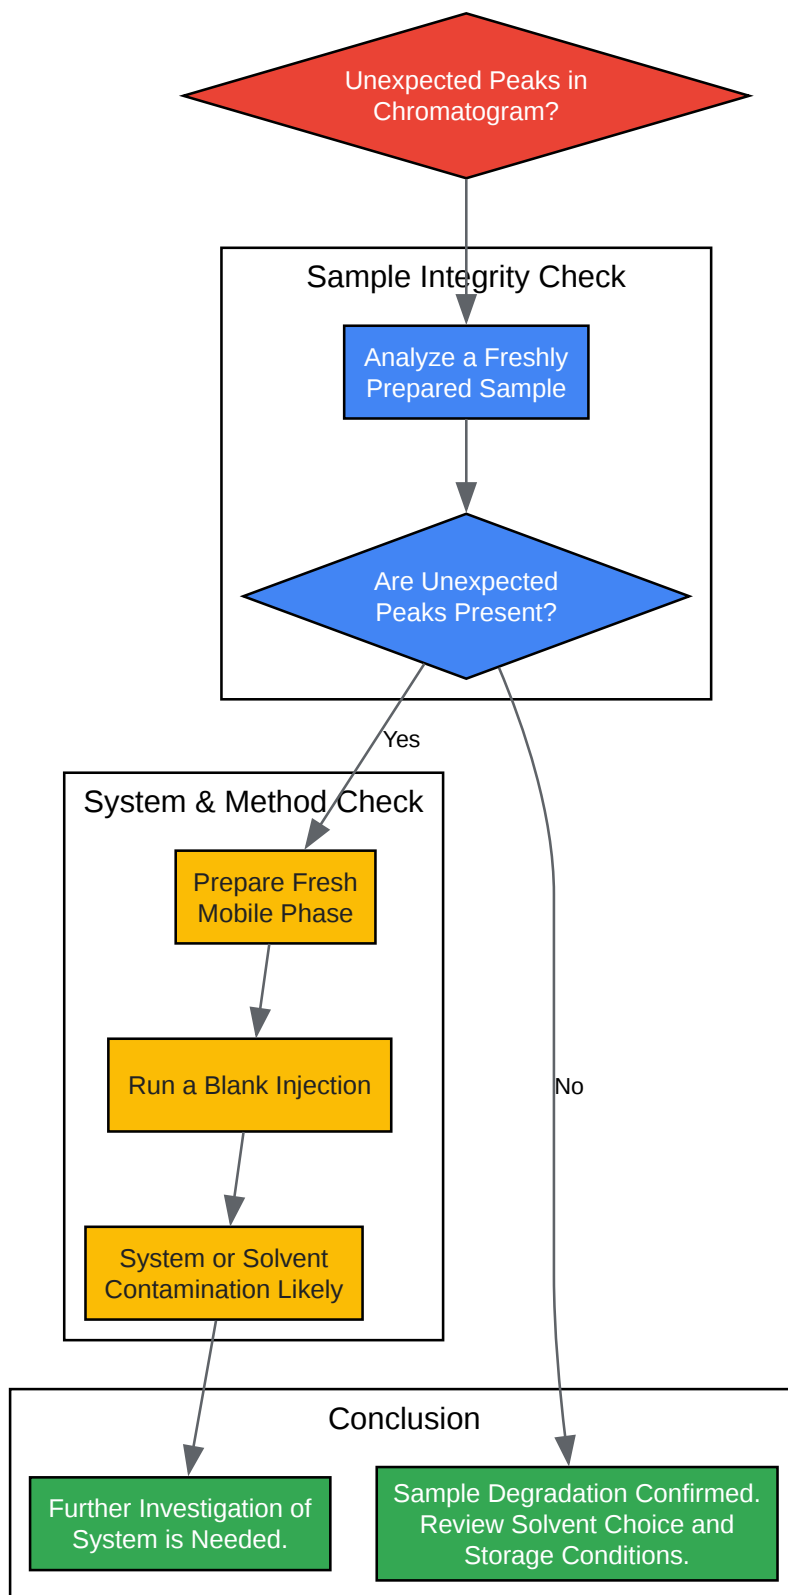 Unexpected Peaks in
Chromatogram?
Sample Integrity Check
Analyze a Freshly
Prepared Sample
Are Unexpected
Peaks Present?
Yes
System & Method Check
Prepare Fresh
Mobile Phase
Run a Blank Injection
No
System or Solvent
Contamination Likely
Conclusion
Further Investigation of
System is Needed.
Sample Degradation Confirmed.
Review Solvent Choice and
Storage Conditions.